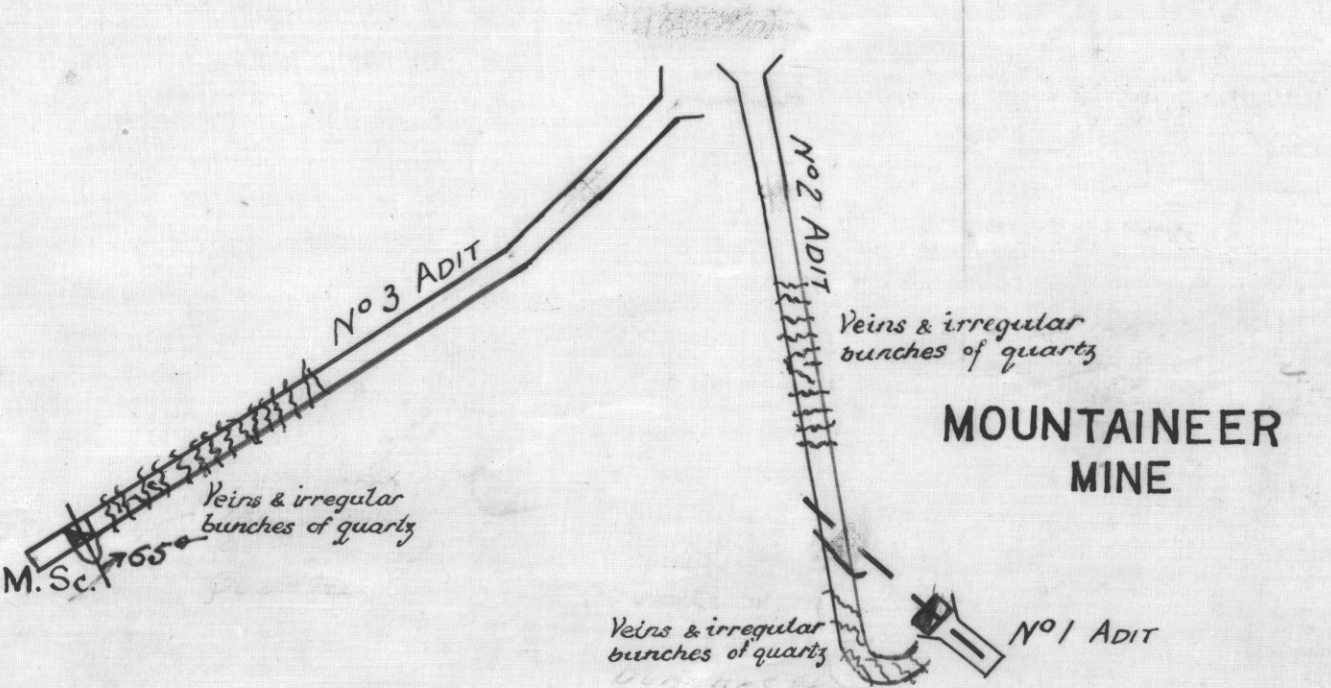 Nº 3 ADIT
Nº 2 ADIT
Veins & irregular
bunches of quartz
MOUNTAINEER
MINE
Veins & irregular
bunches of quartz
65
M. Sc.
Veins & irregular
bunches of quartz
Nº 1 ADIT